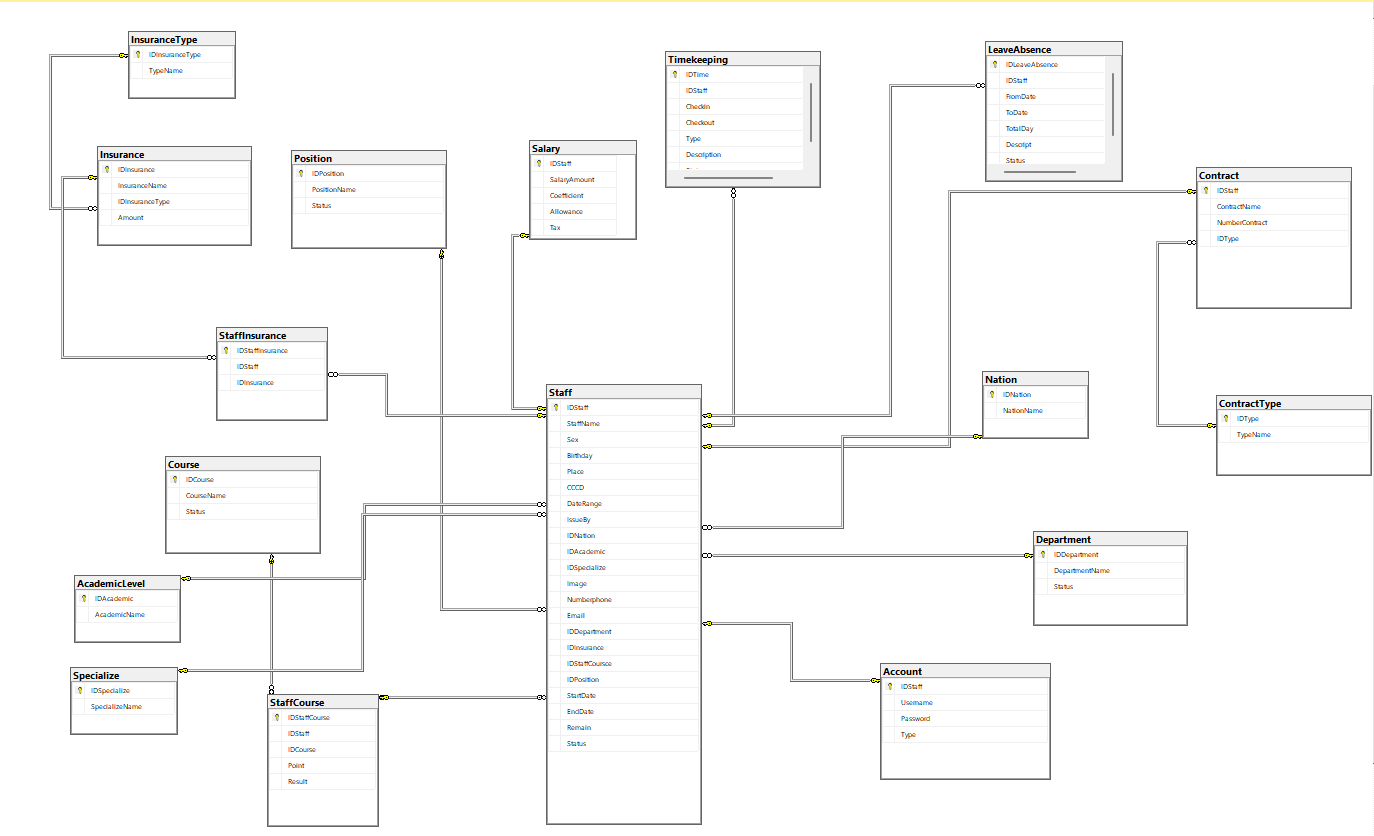 InsuranceType
IDInsuranceType
TypeName
Insurance
IDInsurance
InsuranceName
IDInsuranceType
Amount
Position
IDPosition
PositionName
Status
Salary
IDStaff
SalaryAmount
Coefficient
Allowance
Tax
Timekeeping
IDTime
IDStaff
Checkin
Checkout
Type
Description
LeaveAbsence
IDLeaveAbsence
IDStaff
FromDate
ToDate
TotalDay
Descript
Status
Contract
IDStaff
ContractName
NumberContract
IDType
StaffInsurance
IDStaffInsurance
IDStaff
IDInsurance
Staff
IDStaff
StaffName
Sex
Birthday
Place
CCCD
DateRange
IssueBy
IDNation
IDAcademic
IDSpecialize
Image
Numberphone
Email
IDDepartment
IDInsurance
IDStaffCoursce
IDPosition
StartDate
EndDate
Remain
Status
Nation
IDNation
NationName
ContractType
IDType
TypeName
Course
IDCourse
CourseName
Status
AcademicLevel
IDAcademic
AcademicName
Specialize
IDSpecialize
SpecializeName
StaffCourse
IDStaffCourse
IDStaff
IDCourse
Point
Result
Department
IDDepartment
DepartmentName
Status
Account
IDStaff
Username
Password
Type